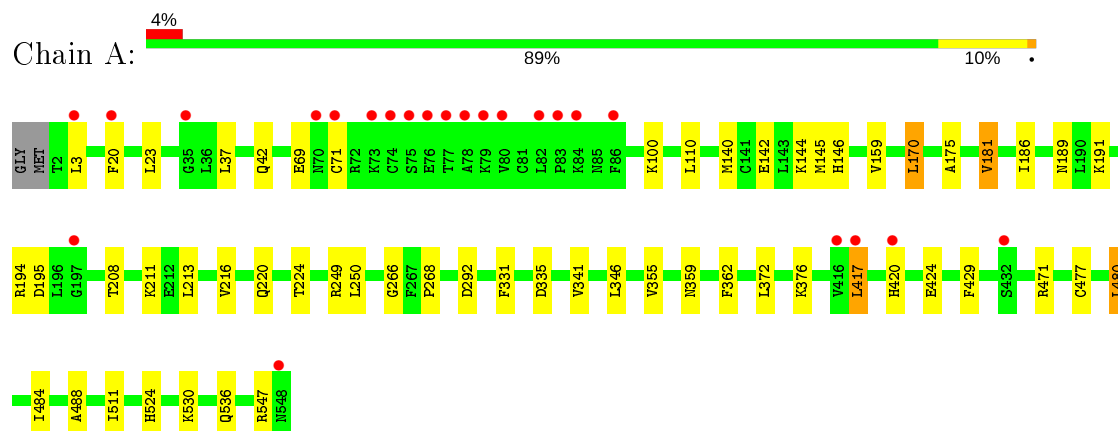 4%
Chain A:
89%
10%
•
GLY MET T2 L3 F20 L23 G35 L36 L37 Q42 E69 N70 C71 R72 K73 C74 S75 E76 T77 A78 K79 V80 C81 L82 P83 K84 N85 F86 K100 L110 M140 C141 E142 L143 K144 M145 H146 V159 L170 A175 V181 I186 N189 L190 K191
R194 D195 L196 G197 T208 K211 E212 L213 V216 Q220 T224 R249 L250 G266 F267 P268 D292 F331 D335 V341 L346 V355 N359 F362 L372 K376 V416 L417 H420 E424 F429 S432 R471 C477
I484 A488 I511 H524 K530 Q536 R547 N548